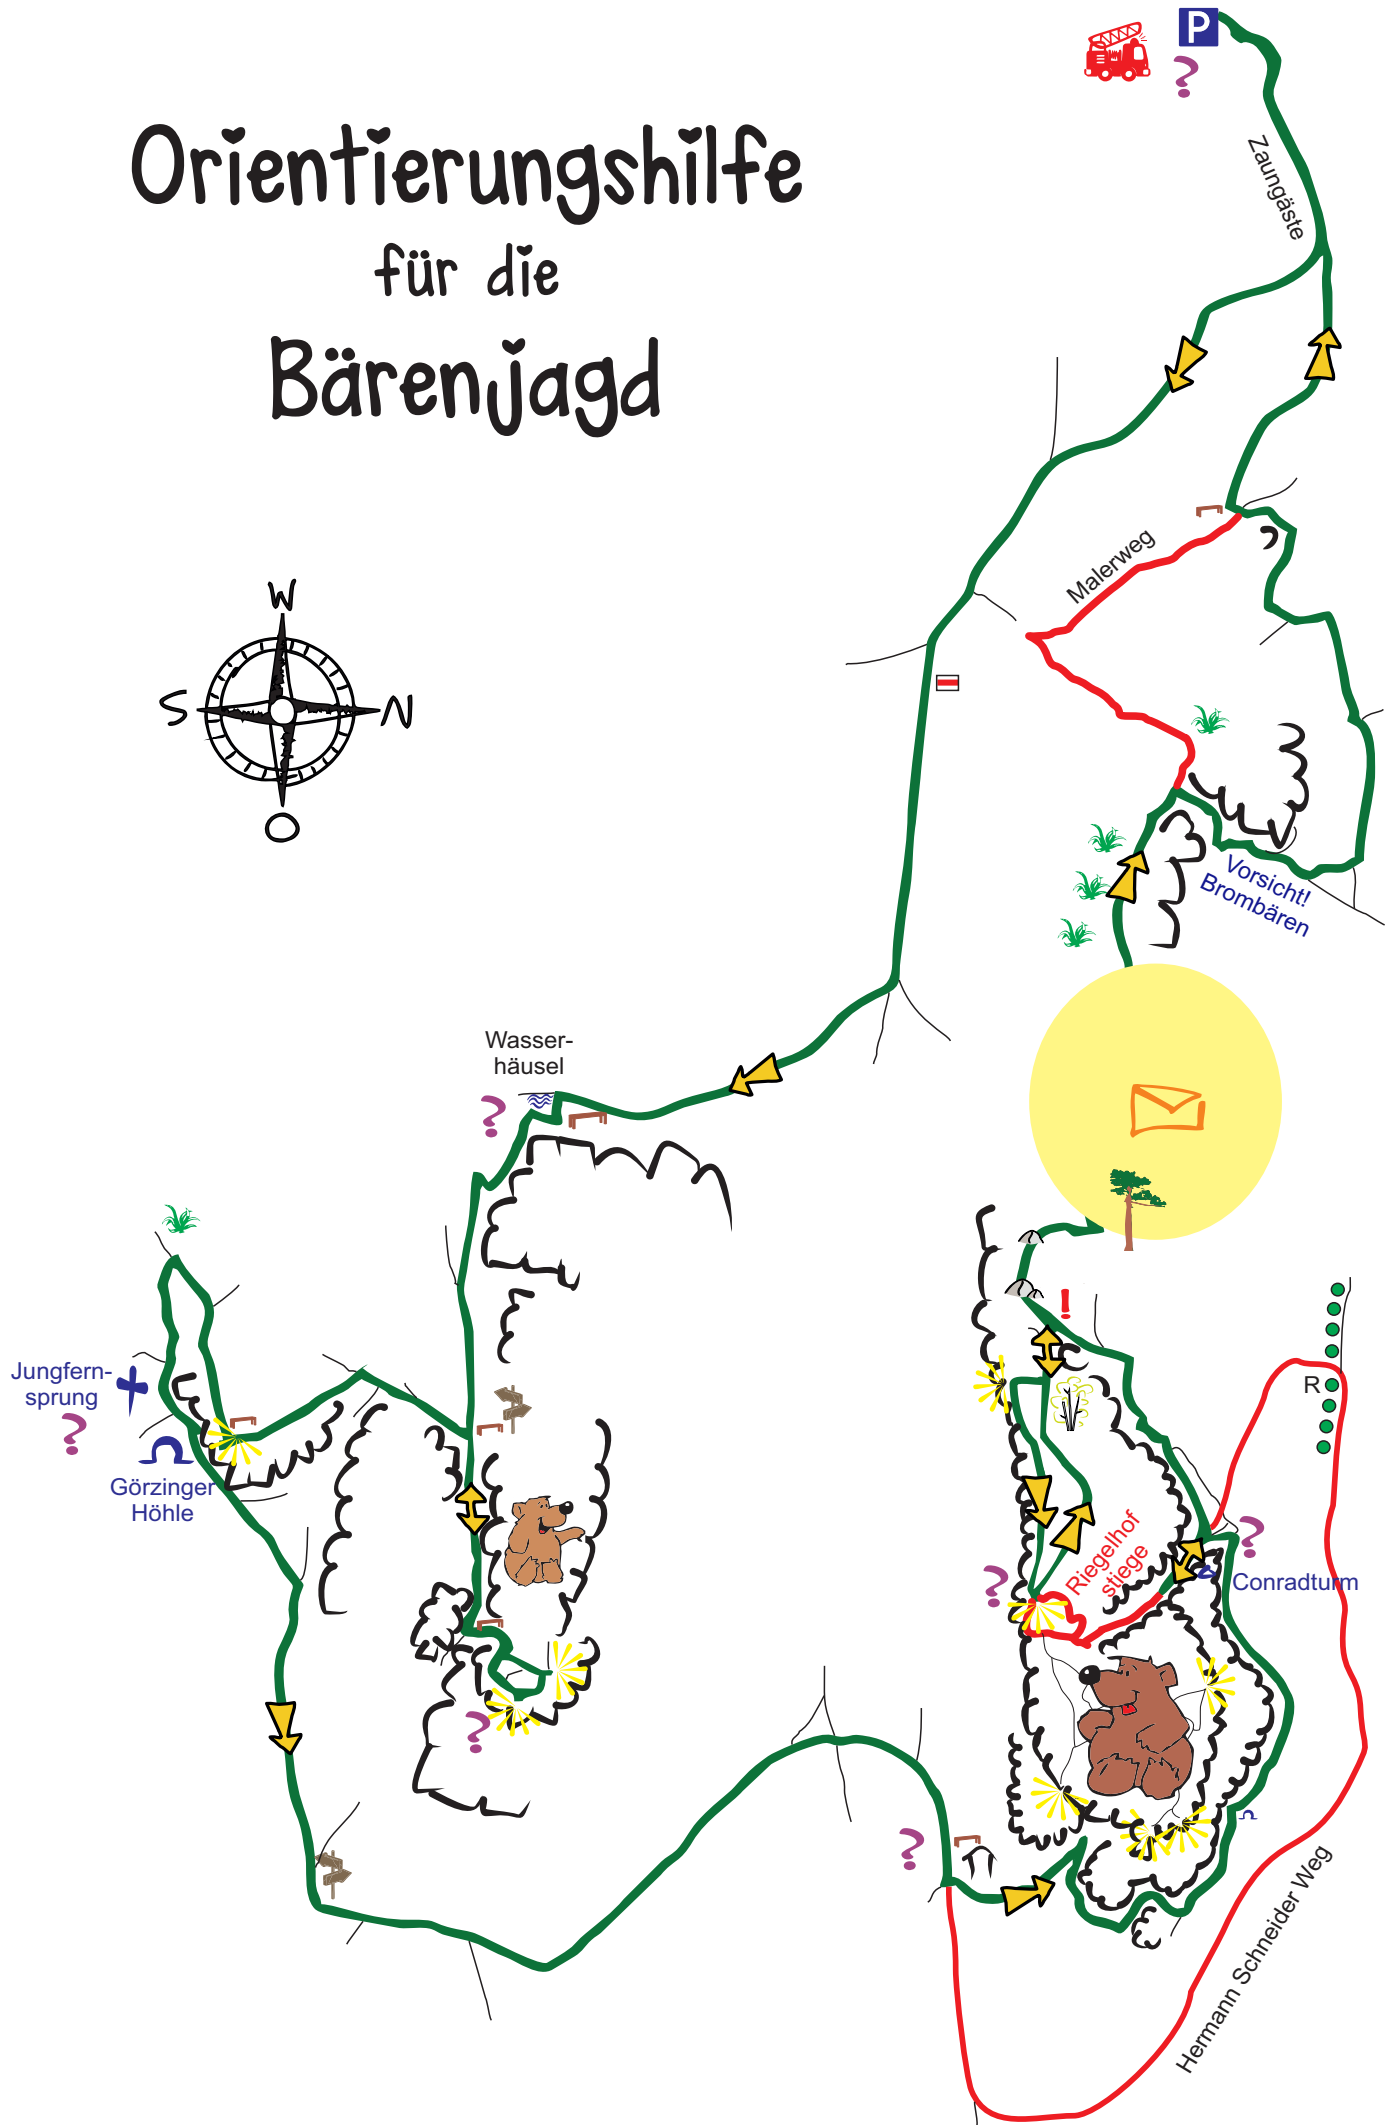 P
?
Zaungäste
Orientierungshilfe
für die
Bärenjagd
Malerweg
W
S
N
O
Vorsicht!
Brombären
Wasser-
häusel
?
!
Jungfern-
sprung
?
R
Görzinger
Höhle
Riegelhof
stiege
?
?
Conradturm
?
?
Hermann Schneider Weg